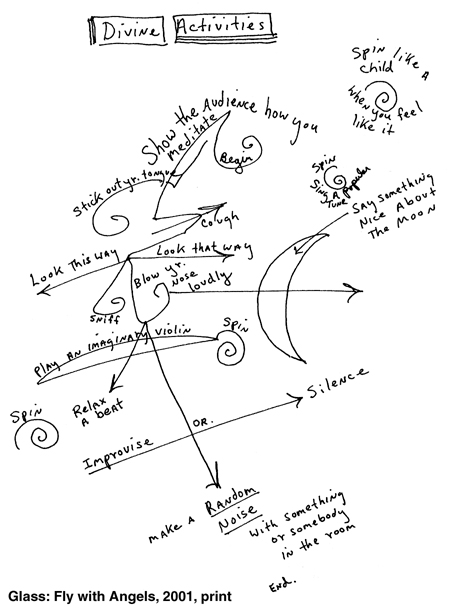 Divine Activities
Spin like A
child
when you feel
like it
Show the Audience how you
meditate
Begin
Stick out yr. tongue
Spin
Sing A popular
Tune
Say something
Nice About
The Moon
Cough
Look This way
Look that way
Blow yr.
Nose
loudly
Sniff
Play an imaginary violin
Spin
Relax
A beat
Spin
Silence
OR.
Improvise
make A Random
Noise
with something
or somebody
in the room
End.
Glass: Fly with Angels, 2001, print